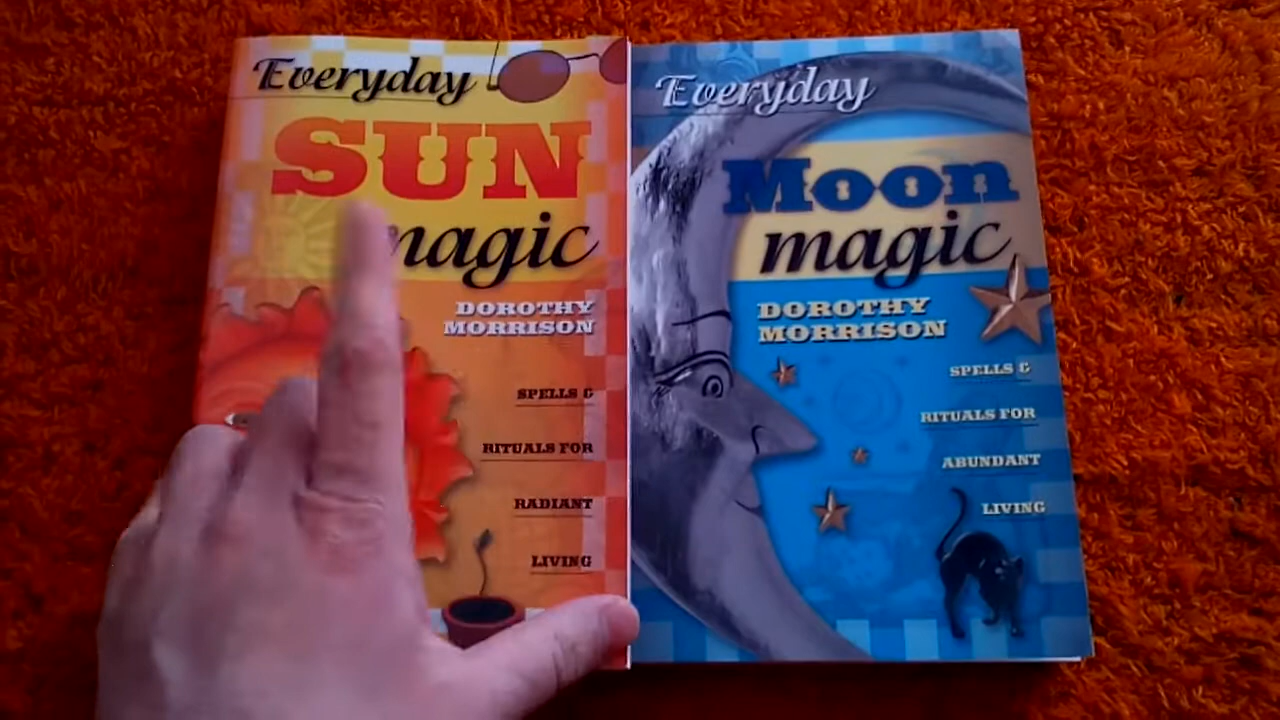 Everyday
SUN
magic
DOROTHY
MORRISON
SPELLS &
RITUALS FOR
RADIANT
LIVING
Everyday
Moon
magic
DOROTHY
MORRISON
SPELLS &
RITUALS FOR
ABUNDANT
LIVING